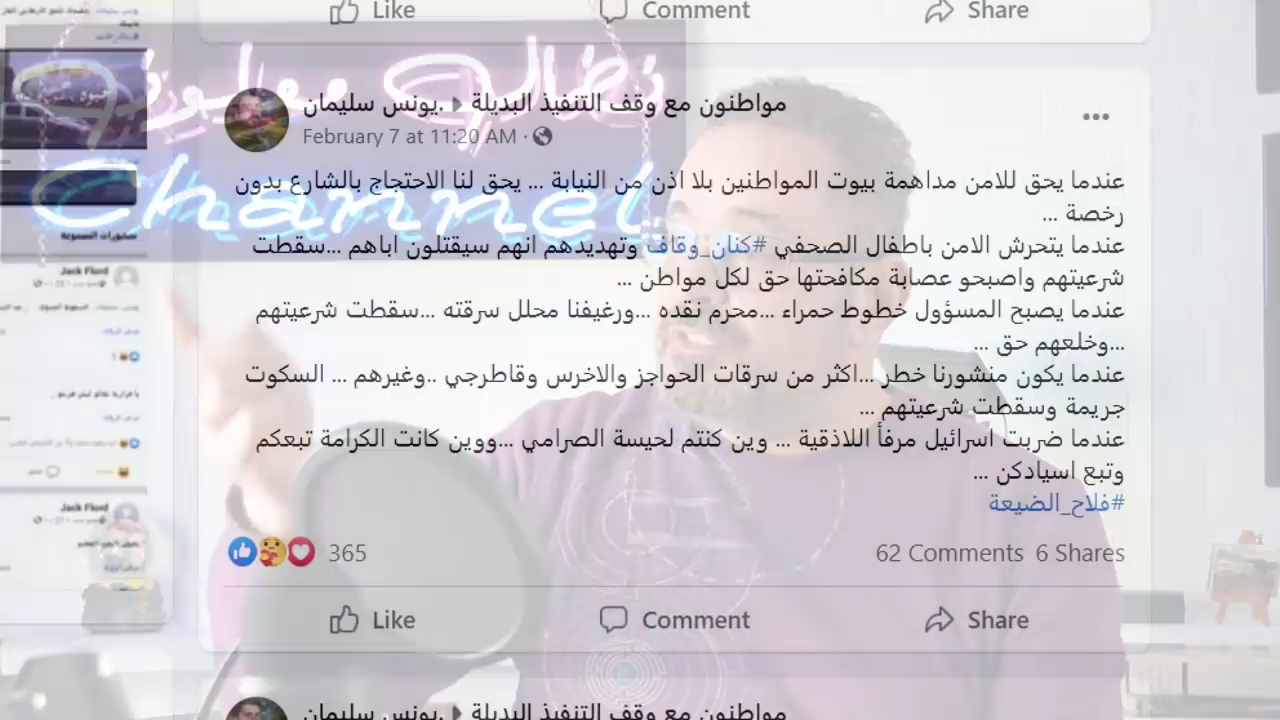 Like Comment Share
يونس سليمان. ▸ مواطنون مع وقف التنفيذ البديلة
February 7 at 11:20 AM ·
Channel
عندما يحق للامن مداهمة بيوت المواطنين بلا اذن من النيابة ... يحق لنا الاحتجاج بالشارع بدون
رخصة ...
عندما يتحرش الامن باطفال الصحفي #كنان_وقاف وتهديدهم انهم سيقتلون اباهم ...سقطت
شرعيتهم واصبحو عصابة مكافحتها حق لكل مواطن ...
عندما يصبح المسؤول خطوط حمراء ...محرم نقده ...ورغيفنا محلل سرقته ...سقطت شرعيتهم
...وخلعهم حق ...
عندما يكون منشورنا خطر ...اكثر من سرقات الحواجز والاخرس وقاطرجي ..وغيرهم ... السكوت
جريمة وسقطت شرعيتهم ...
عندما ضربت اسرائيل مرفأ اللاذقية ... وين كنتم لحيسة الصرامي ...ووين كانت الكرامة تبعكم
وتبع اسيادكن ...
#فلاح_الضيعة
365
62 Comments 6 Shares
Like Comment Share
يونس سليمان. ▸ مواطنون مع وقف التنفيذ البديلة
Jack Flord
Jack Flord